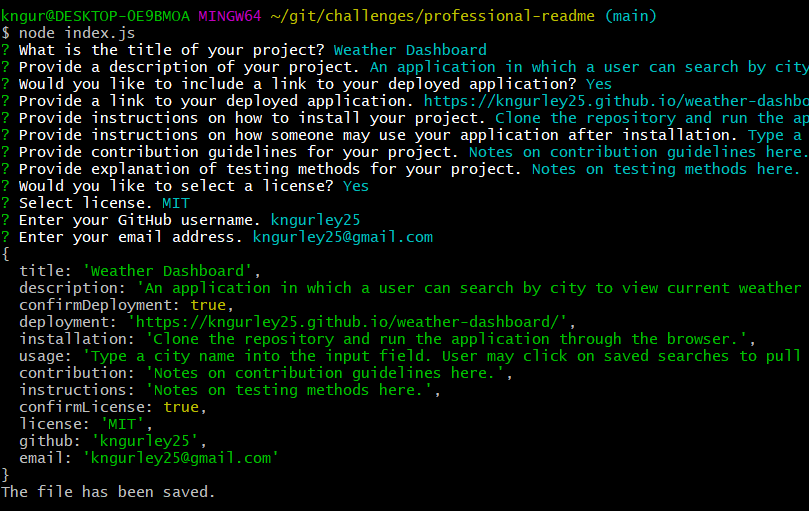 kngur@DESKTOP-OE9BMOA MINGW64 ~/git/challenges/professional-readme (main)
$ node index.js
? What is the title of your project? Weather Dashboard
? Provide a description of your project. An application in which a user can search by city
? Would you like to include a link to your deployed application? Yes
? Provide a link to your deployed application. https://kngurley25.github.io/weather-dashbo
? Provide instructions on how to install your project. Clone the repository and run the ap
? Provide instructions on how someone may use your application after installation. Type a
? Provide contribution guidelines for your project. Notes on contribution guidelines here.
? Provide explanation of testing methods for your project. Notes on testing methods here.
? Would you like to select a license? Yes
? Select license. MIT
? Enter your GitHub username. kngurley25
? Enter your email address. kngurley25@gmail.com
{
  title: 'Weather Dashboard',
  description: 'An application in which a user can search by city to view current weather
  confirmDeployment: true,
  deployment: 'https://kngurley25.github.io/weather-dashboard/',
  installation: 'Clone the repository and run the application through the browser.',
  usage: 'Type a city name into the input field. User may click on saved searches to pull
  contribution: 'Notes on contribution guidelines here.',
  instructions: 'Notes on testing methods here.',
  confirmLicense: true,
  license: 'MIT',
  github: 'kngurley25',
  email: 'kngurley25@gmail.com'
}
The file has been saved.